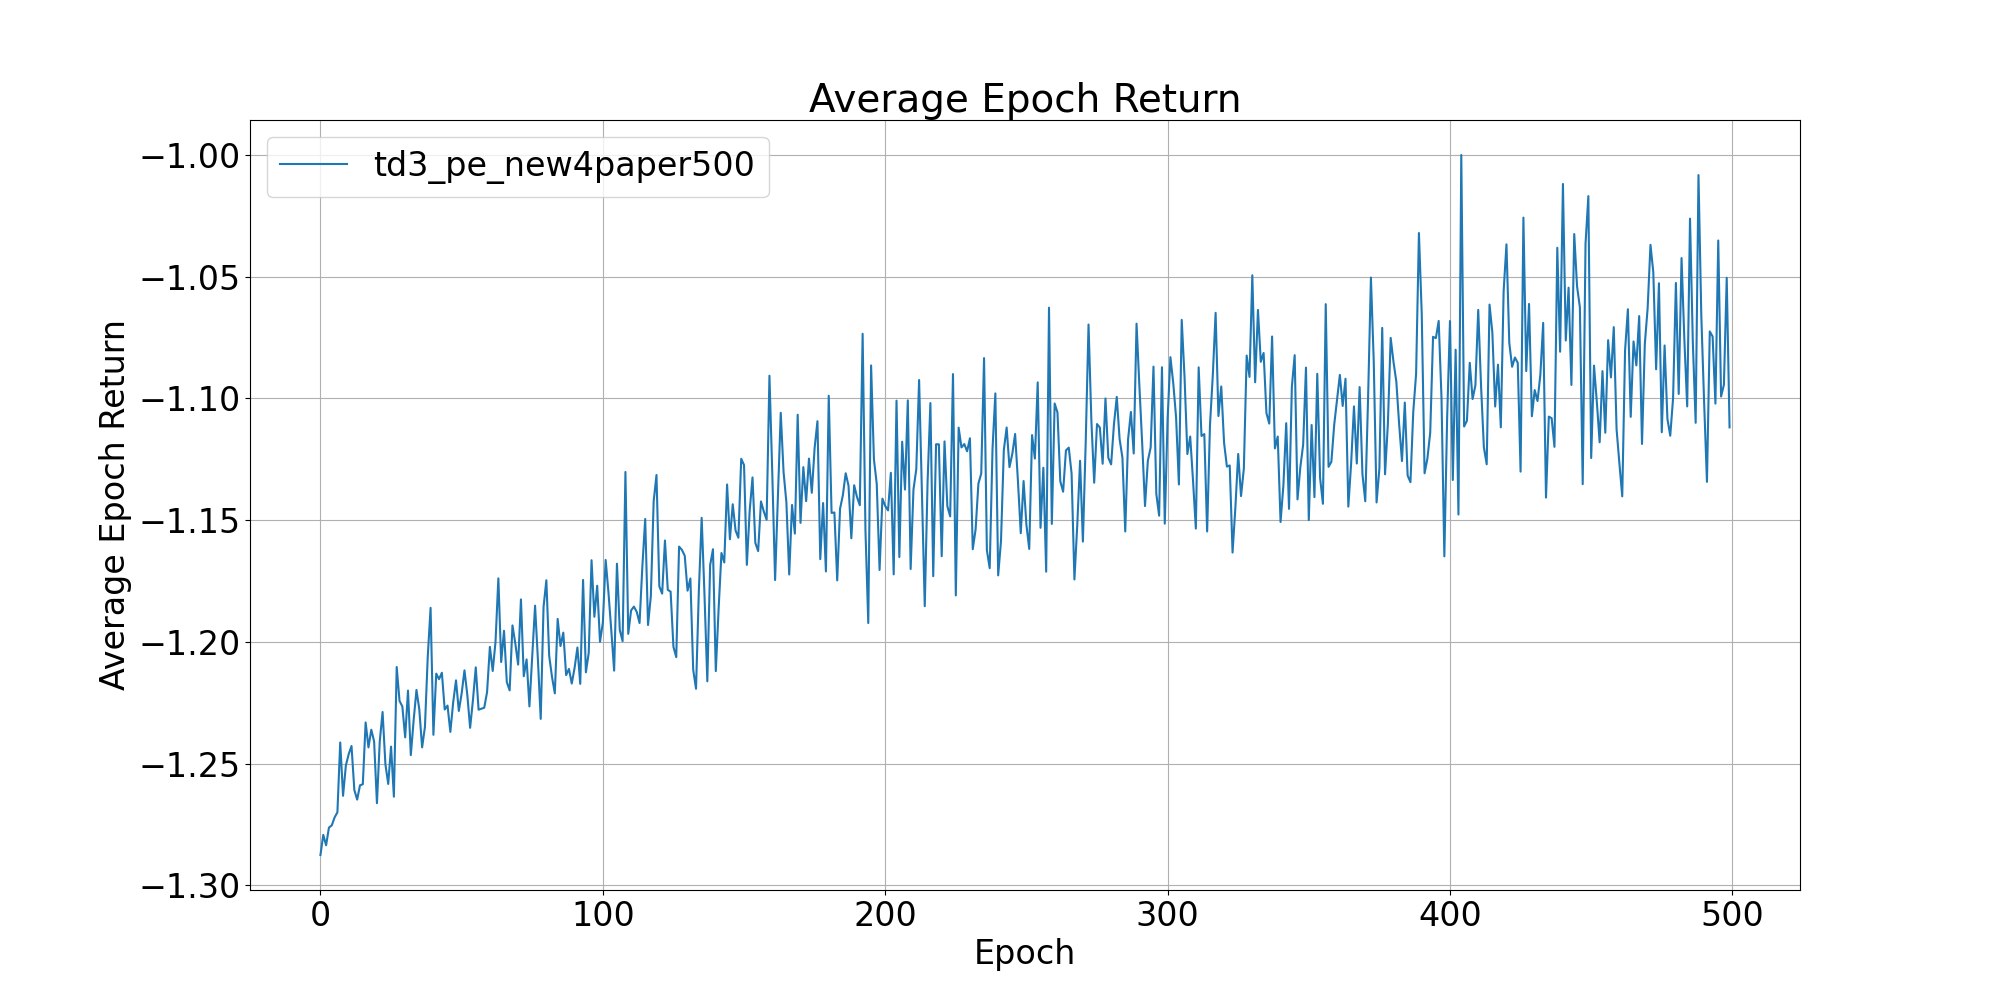 Average Epoch Return
td3_pe_new4paper500
−1.00
−1.05
−1.10
−1.15
−1.20
−1.25
−1.30
Average Epoch Return
0 100 200 300 400 500
Epoch